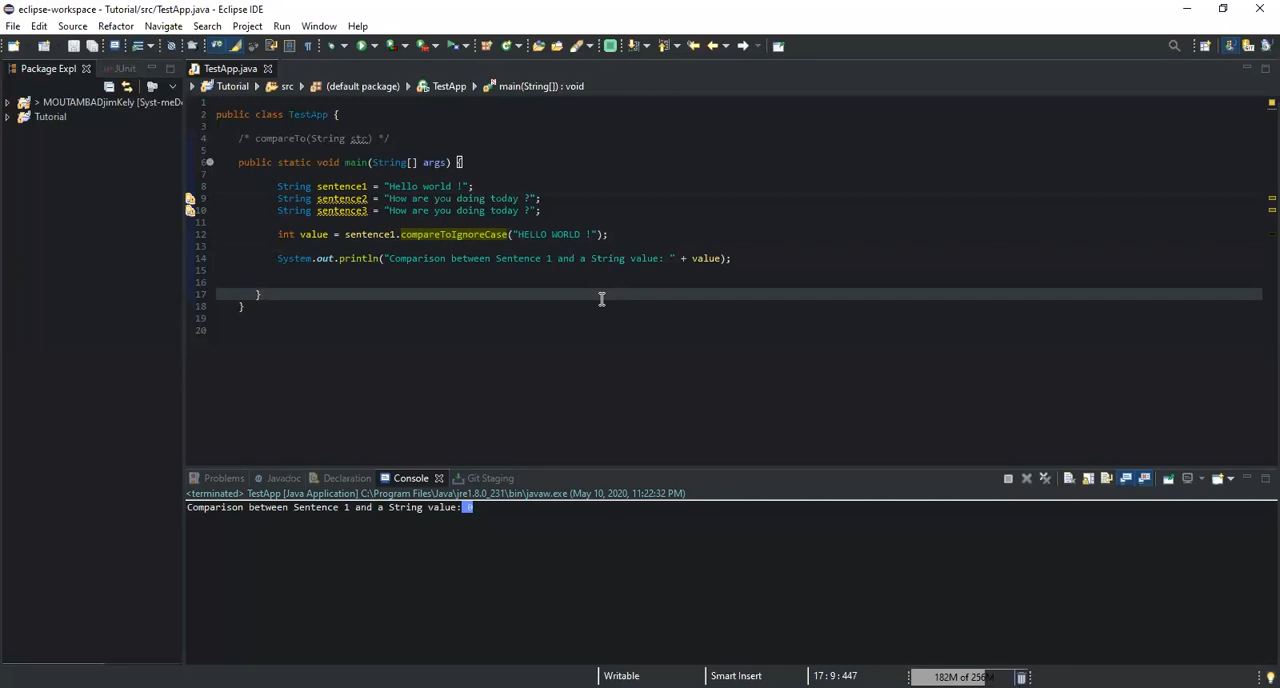 eclipse-workspace - Tutorial/src/TestApp.java - Eclipse IDE
File Edit Source Refactor Navigate Search Project Run Window Help
Package Expl JUnit
TestApp.java
Tutorial src (default package) TestApp main(String[]) : void
> MOUTAMBADjimKely [Syst-meDe
Tutorial
1
2 public class TestApp {
3
4 /* compareTo(String str) */
5
6 public static void main(String[] args) {
7
8 String sentence1 = "Hello world !";
9 String sentence2 = "How are you doing today ?";
10 String sentence3 = "How are you doing today ?";
11
12 int value = sentence1.compareToIgnoreCase("HELLO WORLD !");
13
14 System.out.println("Comparison between Sentence 1 and a String value: " + value);
15
16
17 }
18 }
19
20
Problems Javadoc Declaration Console Git Staging
<terminated> TestApp [Java Application] C:\Program Files\Java\jre1.8.0_231\bin\javaw.exe (May 10, 2020, 11:22:32 PM)
Comparison between Sentence 1 and a String value: 0
Writable Smart Insert 17 : 9 : 447 182M of 256M